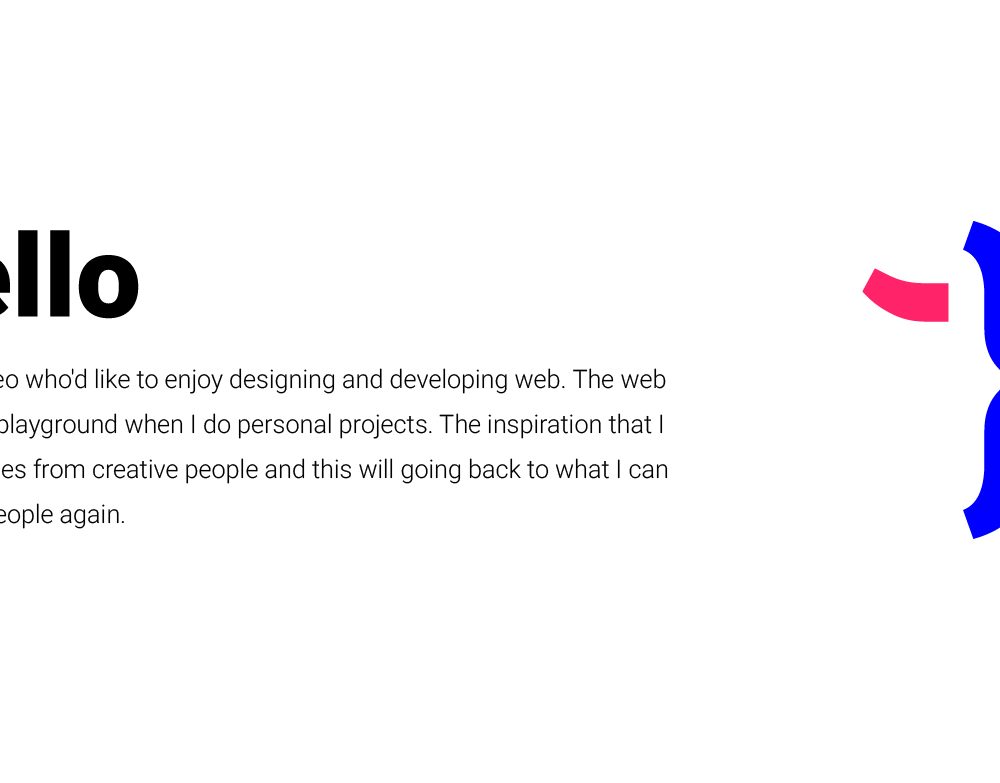 ello
eo who'd like to enjoy designing and developing web. The web
playground when I do personal projects. The inspiration that I
es from creative people and this will going back to what I can
eople again.
}